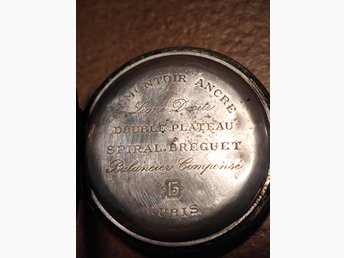 REMONTOIR ANCRE
Ligne Droite
DOUBLE PLATEAU
SPIRAL BREGUET
Balancier Compensé
15
RUBIS